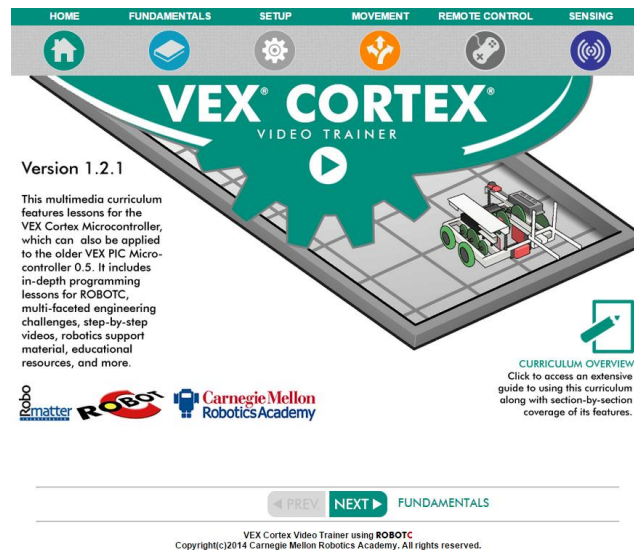 HOME FUNDAMENTALS SETUP MOVEMENT REMOTE CONTROL SENSING
VEX® CORTEX®
VIDEO TRAINER
Version 1.2.1
This multimedia curriculum
features lessons for the
VEX Cortex Microcontroller,
which can also be applied
to the older VEX PIC Micro-
controller 0.5. It includes
in-depth programming
lessons for ROBOTC,
multi-faceted engineering
challenges, step-by-step
videos, robotics support
material, educational
resources, and more.
CURRICULUM OVERVIEW
Click to access an extensive
guide to using this curriculum
along with section-by-section
coverage of its features.
Robo
matter
INCORPORATED
ROBOTC
Carnegie Mellon
Robotics Academy
PREV. NEXT FUNDAMENTALS
VEX Cortex Video Trainer using ROBOTC
Copyright(c)2014 Carnegie Mellon Robotics Academy. All rights reserved.